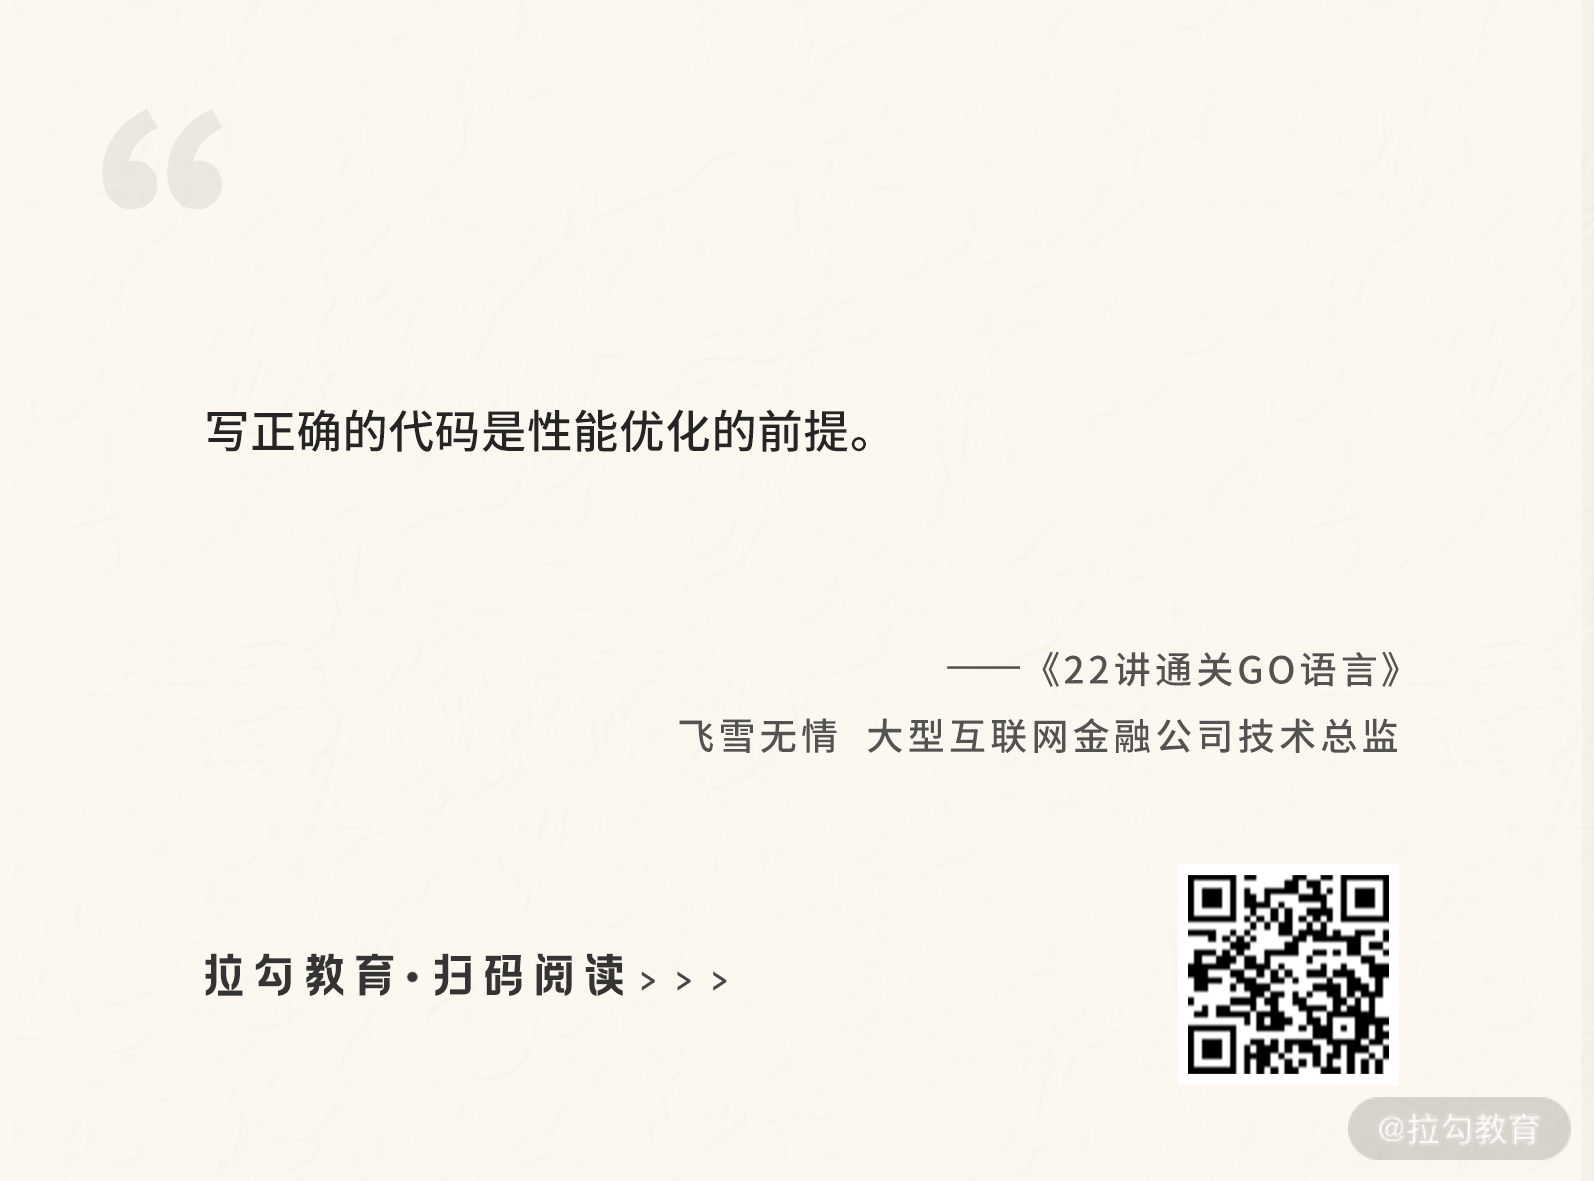 “
写正确的代码是性能优化的前提。
——《22讲通关GO语言》
飞雪无情 大型互联网金融公司技术总监
拉勾教育·扫码阅读>>>
@拉勾教育